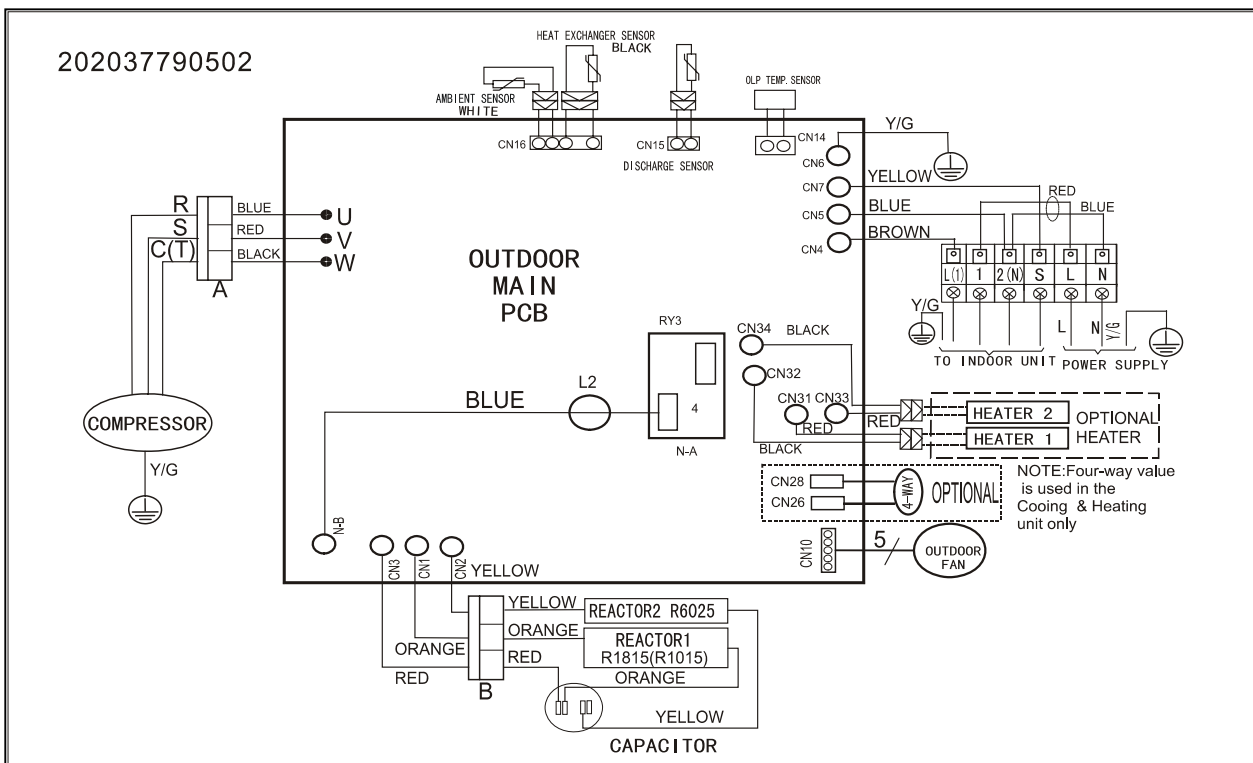 202037790502
HEAT EXCHANGER SENSOR
BLACK
AMBIENT SENSOR
WHITE
OLP TEMP. SENSOR
CN16
CN15
DISCHARGE SENSOR
CN14
CN6
Y/G
CN7
YELLOW
CN5
BLUE
CN4
BROWN
RED
BLUE
L(1) 1 2(N) S L N
Y/G
L N Y/G
TO INDOOR UNIT POWER SUPPLY
R BLUE U
S RED V
C(T) BLACK W
A
COMPRESSOR
Y/G
OUTDOOR
MAIN
PCB
RY3
4
N-A
L2
BLUE
N-B
CN34
BLACK
CN32
CN31 CN33
RED RED
BLACK
HEATER 2
HEATER 1
OPTIONAL
HEATER
CN28
CN26
4-WAY
OPTIONAL
NOTE:Four-way value
is used in the
Cooing & Heating
unit only
CN10
5
OUTDOOR
FAN
CN3
CN1
CN2
YELLOW
YELLOW
REACTOR2 R6025
ORANGE
ORANGE
REACTOR1
R1815(R1015)
RED
RED
ORANGE
B
YELLOW
CAPACITOR